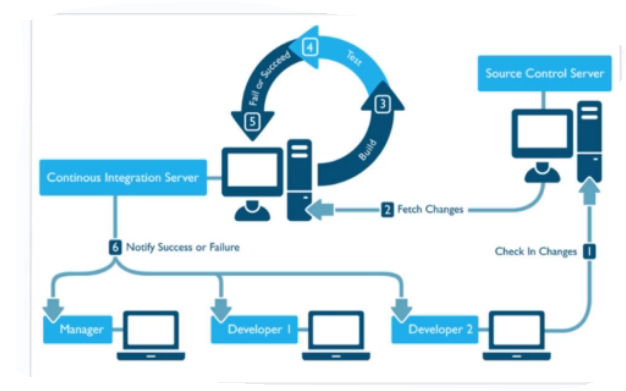 4
Test
Fail or Succeed
3
5
Build
Source Control Server
Continous Integration Server
2 Fetch Changes
6 Notify Success or Failure
Check In Changes 1
Manager
Developer 1
Developer 2